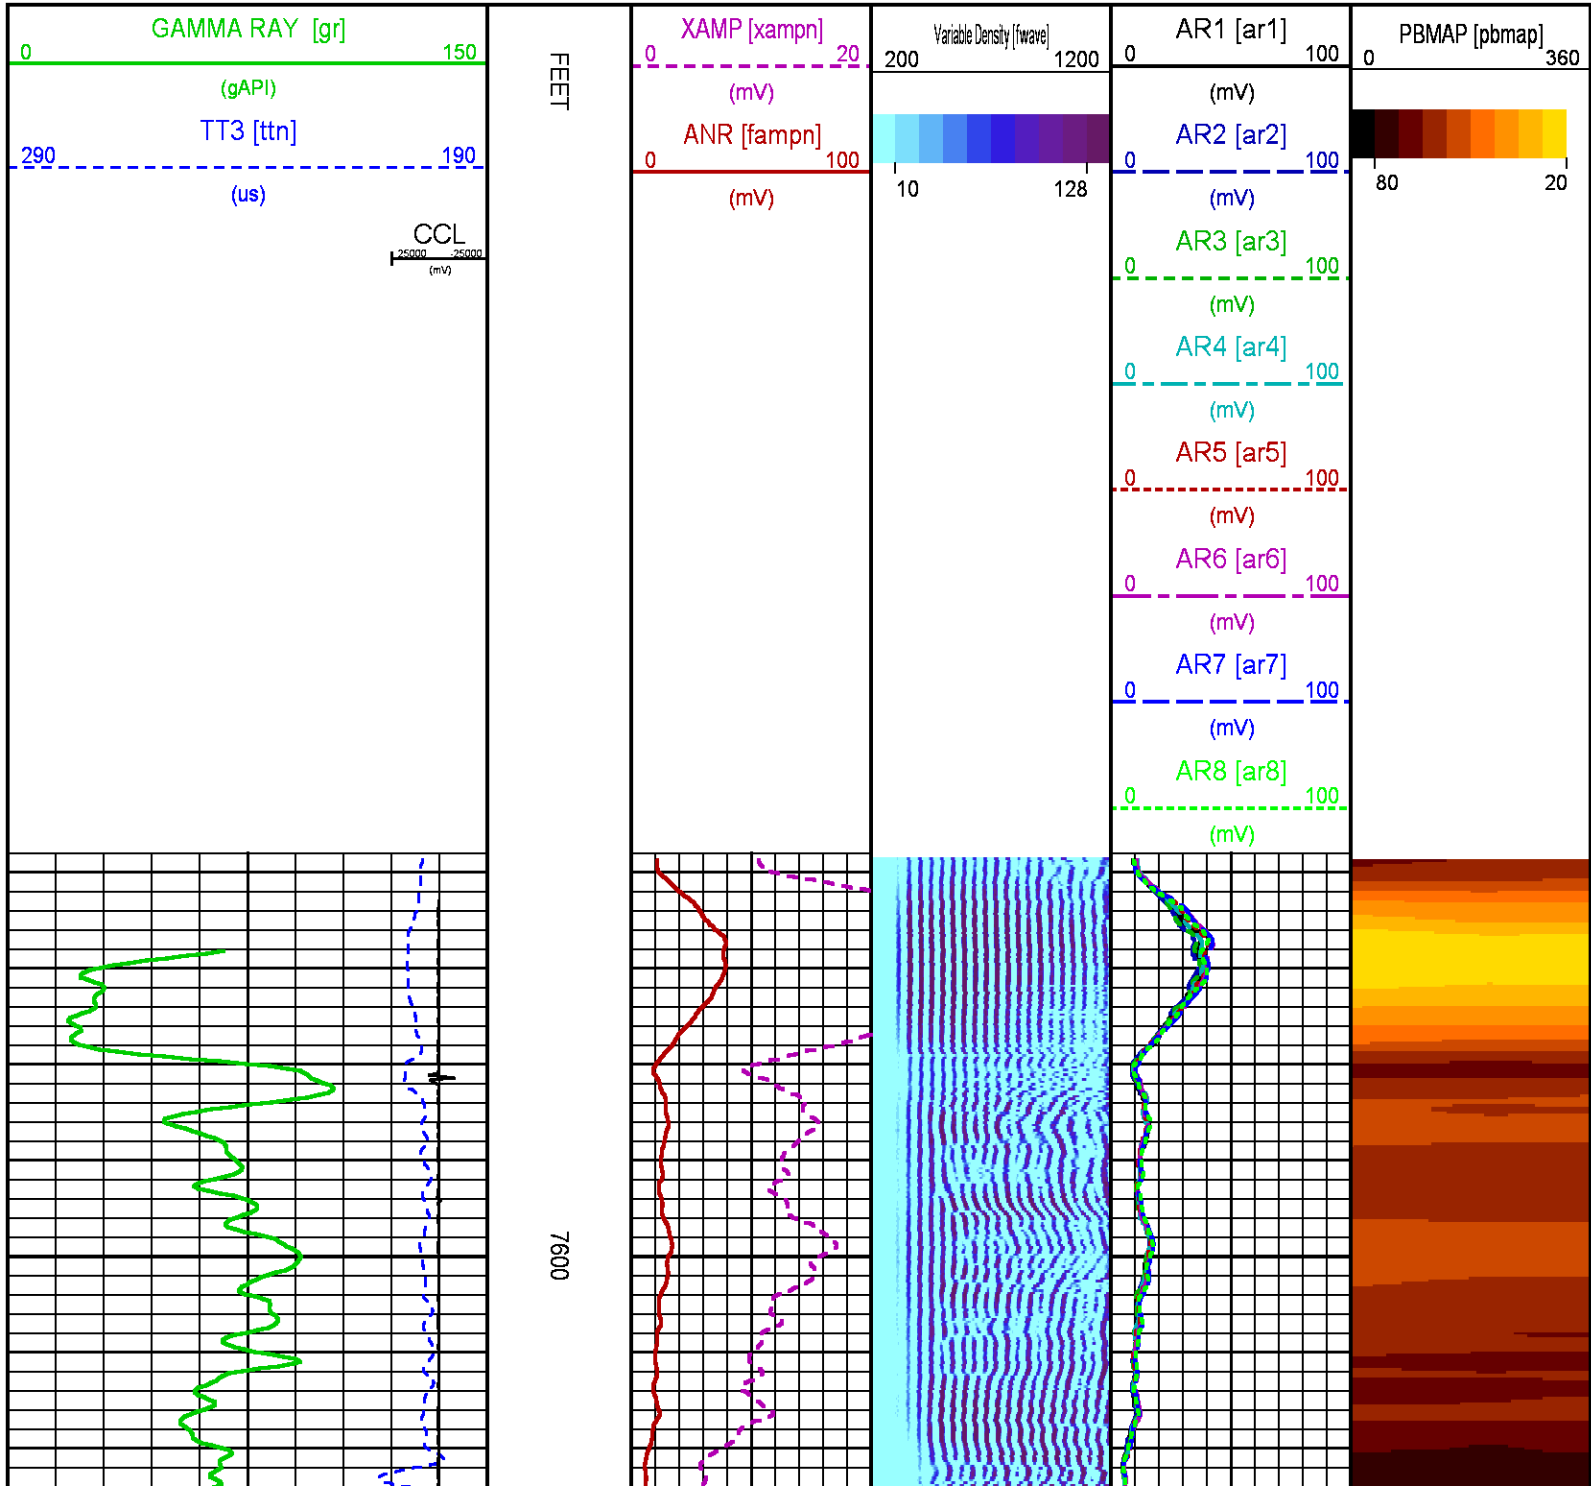 GAMMA RAY [gr]
0 150
(gAPI)
TT3 [ttn]
290 190
(us)
CCL
25000 -25000
(mV)
FEET
7600
XAMP [xampn]
0 20
(mV)
ANR [fampn]
0 100
(mV)
Variable Density [fwave]
200 1200
10 128
AR1 [ar1]
0 100
(mV)
AR2 [ar2]
0 100
(mV)
AR3 [ar3]
0 100
(mV)
AR4 [ar4]
0 100
(mV)
AR5 [ar5]
0 100
(mV)
AR6 [ar6]
0 100
(mV)
AR7 [ar7]
0 100
(mV)
AR8 [ar8]
0 100
(mV)
PBMAP [pbmap]
0 360
80 20